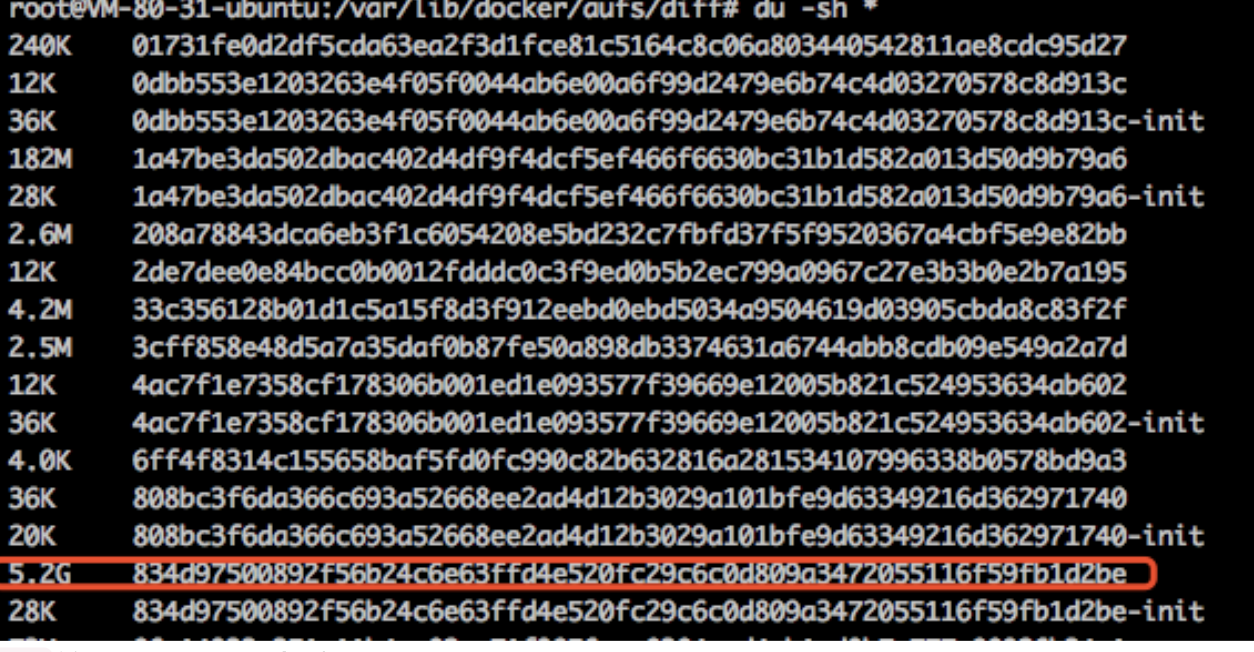 root@VM-80-31-ubuntu:/var/lib/docker/aufs/diff# du -sh *
240K 01731fe0d2df5cda63ea2f3d1fce81c5164c8c06a803440542811ae8cdc95d27
12K 0dbb553e1203263e4f05f0044ab6e00a6f99d2479e6b74c4d03270578c8d913c
36K 0dbb553e1203263e4f05f0044ab6e00a6f99d2479e6b74c4d03270578c8d913c-init
182M 1a47be3da502dbac402d4df9f4dcf5ef466f6630bc31b1d582a013d50d9b79a6
28K 1a47be3da502dbac402d4df9f4dcf5ef466f6630bc31b1d582a013d50d9b79a6-init
2.6M 208a78843dca6eb3f1c6054208e5bd232c7fbfd37f5f9520367a4cbf5e9e82bb
12K 2de7dee0e84bcc0b0012fdddc0c3f9ed0b5b2ec799a0967c27e3b3b0e2b7a195
4.2M 33c356128b01d1c5a15f8d3f912eebd0ebd5034a9504619d03905cbda8c83f2f
2.5M 3cff858e48d5a7a35daf0b87fe50a898db3374631a6744abb8cdb09e549a2a7d
12K 4ac7f1e7358cf178306b001ed1e093577f39669e12005b821c524953634ab602
36K 4ac7f1e7358cf178306b001ed1e093577f39669e12005b821c524953634ab602-init
4.0K 6ff4f8314c155658baf5fd0fc990c82b632816a281534107996338b0578bd9a3
36K 808bc3f6da366c693a52668ee2ad4d12b3029a101bfe9d63349216d362971740
20K 808bc3f6da366c693a52668ee2ad4d12b3029a101bfe9d63349216d362971740-init
5.2G 834d97500892f56b24c6e63ffd4e520fc29c6c0d809a3472055116f59fb1d2be
28K 834d97500892f56b24c6e63ffd4e520fc29c6c0d809a3472055116f59fb1d2be-init